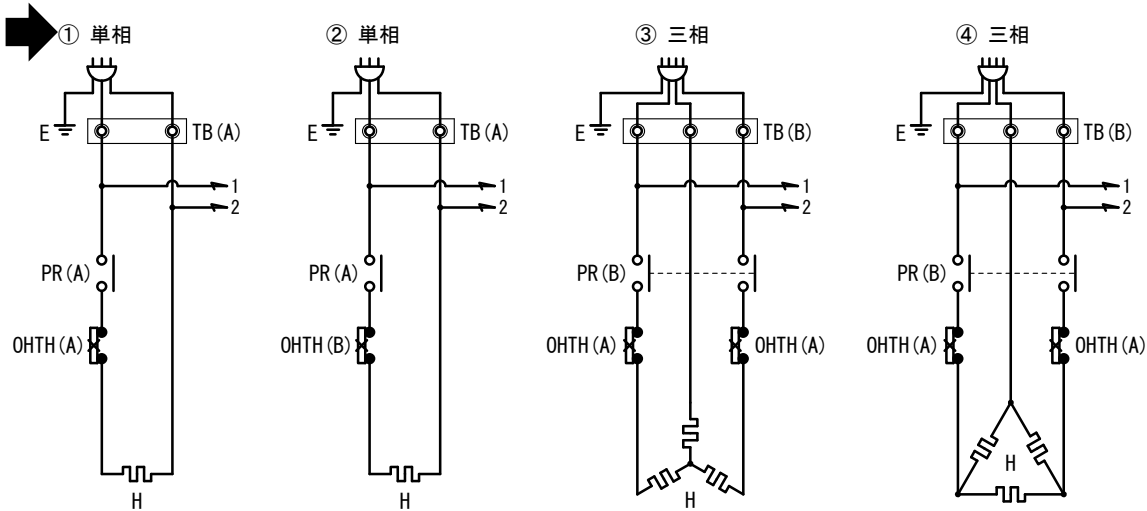 ① 単相
② 単相
③ 三相
④ 三相
E
TB(A)
E
TB(A)
E
TB(B)
E
TB(B)
1
2
1
2
1
2
1
2
PR(A)
PR(A)
PR(B)
PR(B)
OHTH(A)
OHTH(B)
OHTH(A)
OHTH(A)
OHTH(A)
OHTH(A)
H
H
H
H